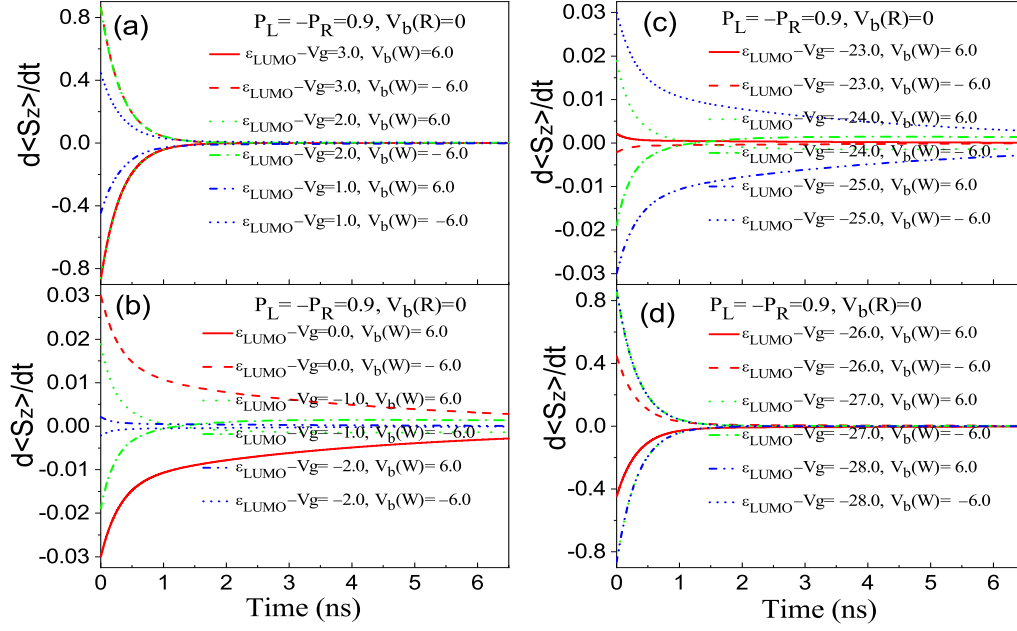 (a)
P_L= −P_R=0.9, V_b(R)=0
ε_LUMO−Vg=3.0, V_b(W)=6.0
ε_LUMO−Vg=3.0, V_b(W)= − 6.0
ε_LUMO−Vg=2.0, V_b(W)=6.0
ε_LUMO−Vg=2.0, V_b(W)= − 6.0
ε_LUMO−Vg=1.0, V_b(W)= 6.0
ε_LUMO−Vg=1.0, V_b(W)= −6.0
d<Sz>/dt
0.8
0.4
0.0
-0.4
-0.8
(b)
P_L= −P_R=0.9, V_b(R)=0
ε_LUMO−Vg=0.0, V_b(W)= 6.0
ε_LUMO−Vg=0.0, V_b(W)= − 6.0
ε_LUMO−Vg= −1.0, V_b(W)= 6.0
ε_LUMO−Vg= −1.0, V_b(W)= − 6.0
ε_LUMO−Vg= −2.0, V_b(W)= 6.0
ε_LUMO−Vg= −2.0, V_b(W)= −6.0
d<Sz>/dt
0.03
0.02
0.01
0.00
-0.01
-0.02
-0.03
0 1 2 3 4 5 6
Time (ns)
(c)
P_L= −P_R=0.9, V_b(R)=0
ε_LUMO−Vg= −23.0, V_b(W)= 6.0
ε_LUMO−Vg= −23.0, V_b(W)= − 6.0
ε_LUMO−Vg= −24.0, V_b(W)= 6.0
ε_LUMO−Vg= −24.0, V_b(W)= − 6.0
ε_LUMO−Vg= −25.0, V_b(W)= 6.0
ε_LUMO−Vg= −25.0, V_b(W)= − 6.0
d<Sz>/dt
0.03
0.02
0.01
0.00
-0.01
-0.02
-0.03
(d)
P_L= −P_R=0.9, V_b(R)=0
ε_LUMO−Vg= −26.0, V_b(W)= 6.0
ε_LUMO−Vg= −26.0, V_b(W)= − 6.0
ε_LUMO−Vg= −27.0, V_b(W)= 6.0
ε_LUMO−Vg= −27.0, V_b(W)= − 6.0
ε_LUMO−Vg= −28.0, V_b(W)= 6.0
ε_LUMO−Vg= −28.0, V_b(W)= −6.0
d<Sz>/dt
0.8
0.4
0.0
-0.4
-0.8
0 1 2 3 4 5 6
Time (ns)